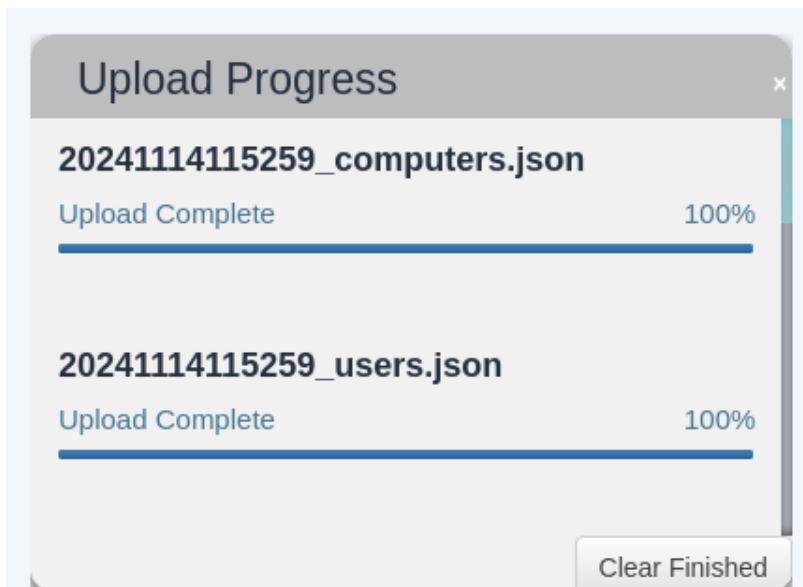 Upload Progress
×
20241114115259_computers.json
Upload Complete 100%
20241114115259_users.json
Upload Complete 100%
Clear Finished